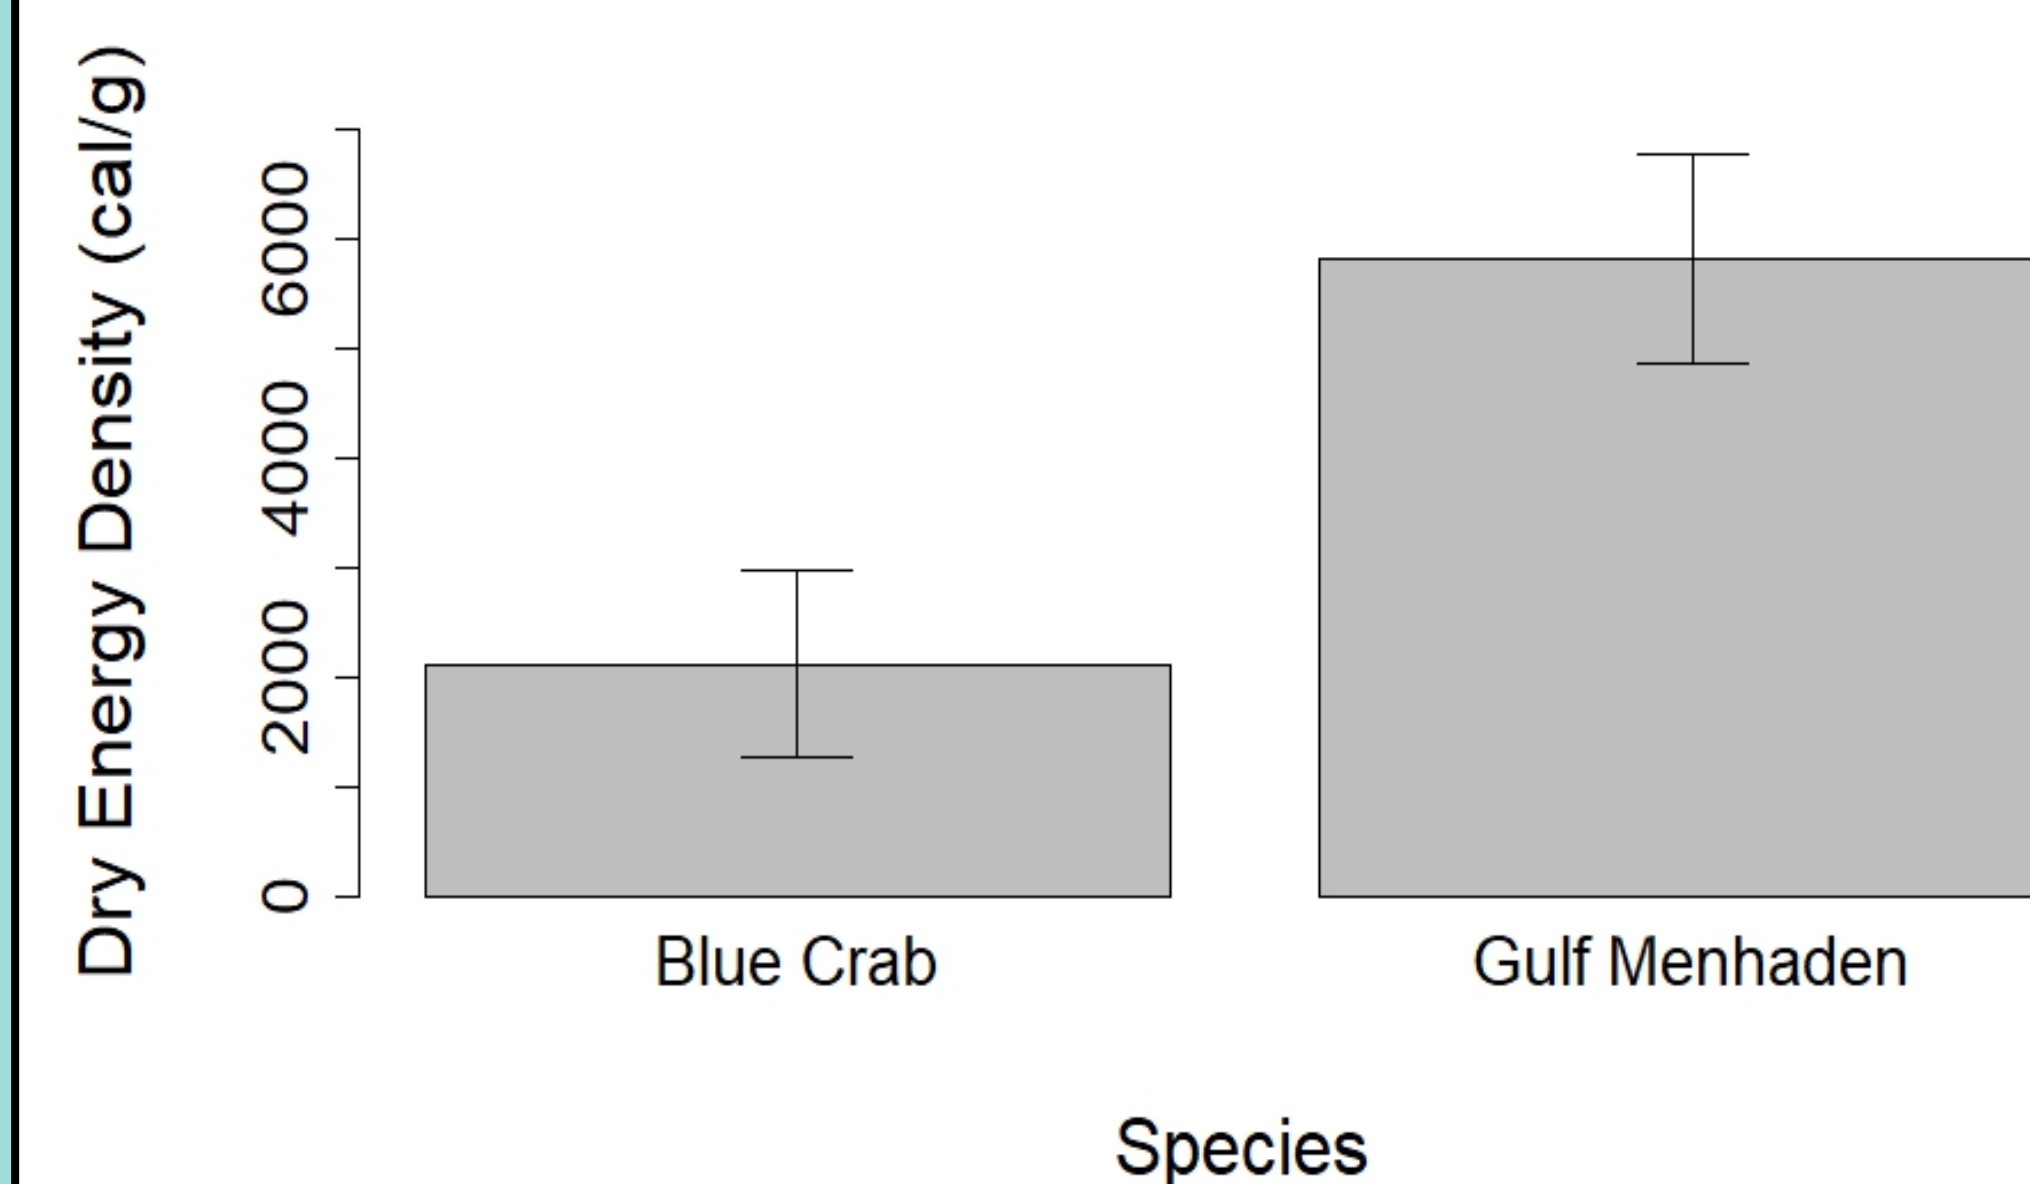 Dry Energy Density (cal/g)
6000
4000
2000
0
Blue Crab
Gulf Menhaden
Species